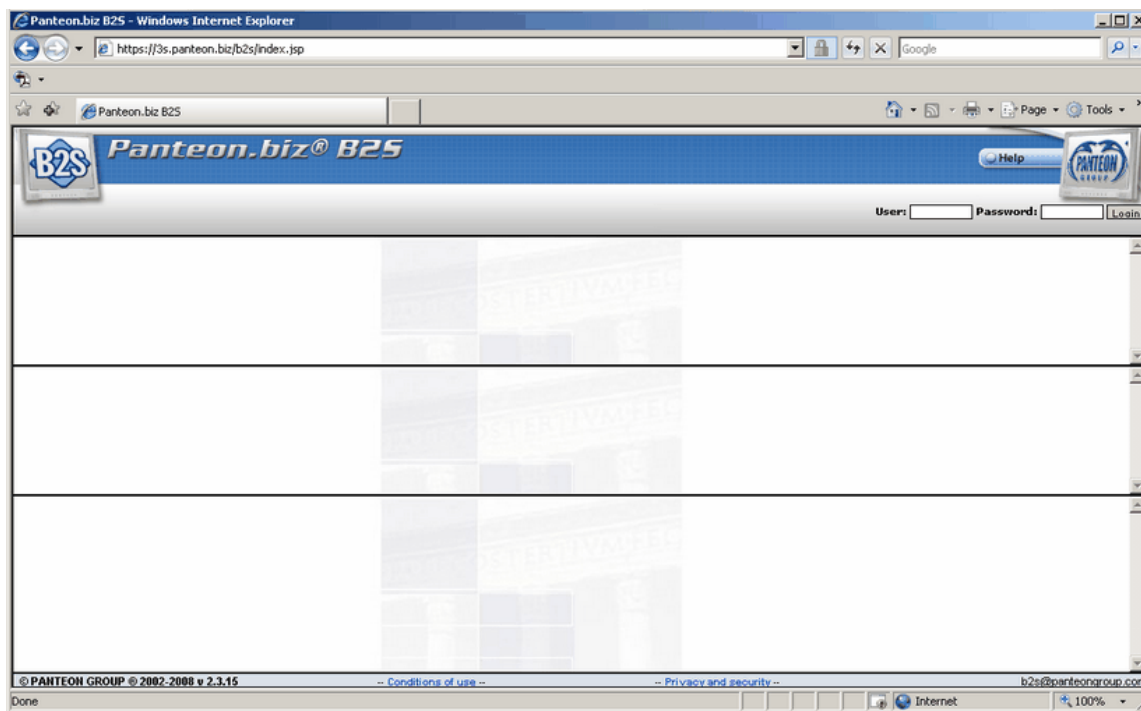 Panteon.biz B2S - Windows Internet Explorer
https://3s.panteon.biz/b2s/index.jsp
Google
Panteon.biz B2S
Page
Tools
B2S
Panteon.biz® B2S
Help
PANTEON
GROUP
User:
Password:
Login
© PANTEON GROUP ® 2002-2008 v 2.3.15
-- Conditions of use --
-- Privacy and security --
b2s@panteongroup.com
Done
Internet
100%